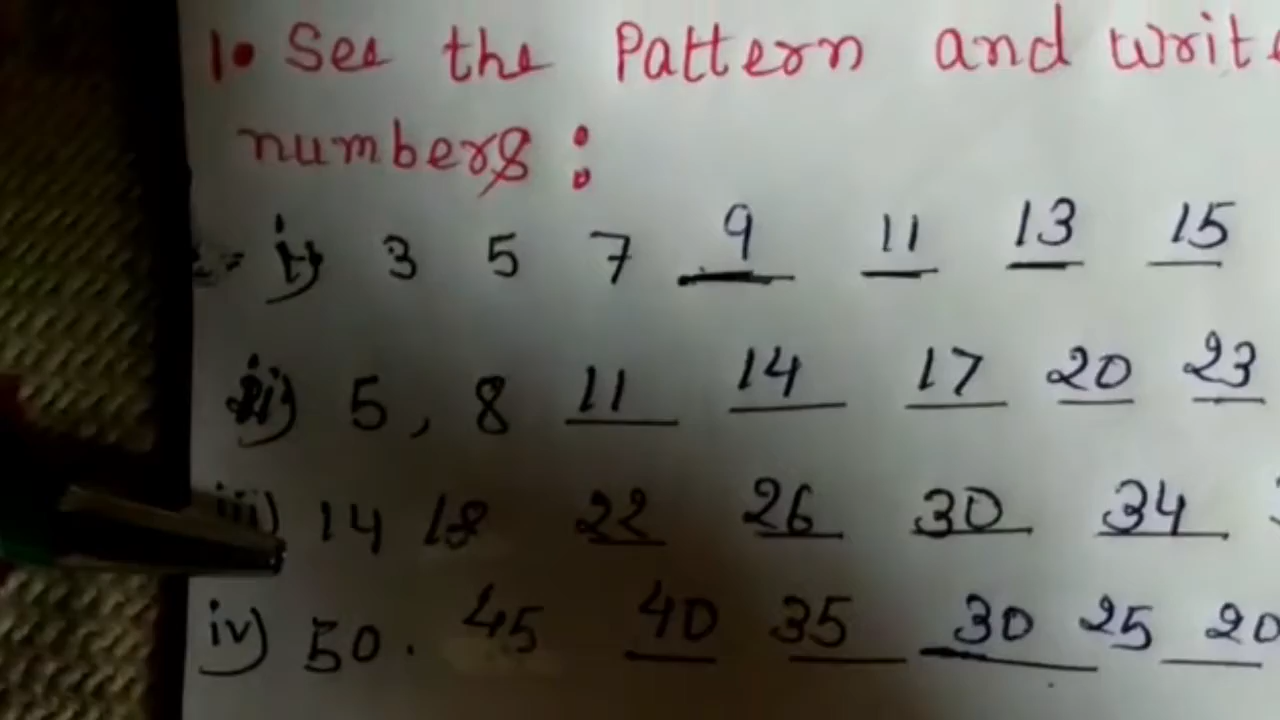 1. See the Pattern and write
numbers :
i) 3 5 7 9 11 13 15
ii) 5, 8 11 14 17 20 23
iii) 14 18 22 26 30 34
iv) 50. 45 40 35 30 25 20